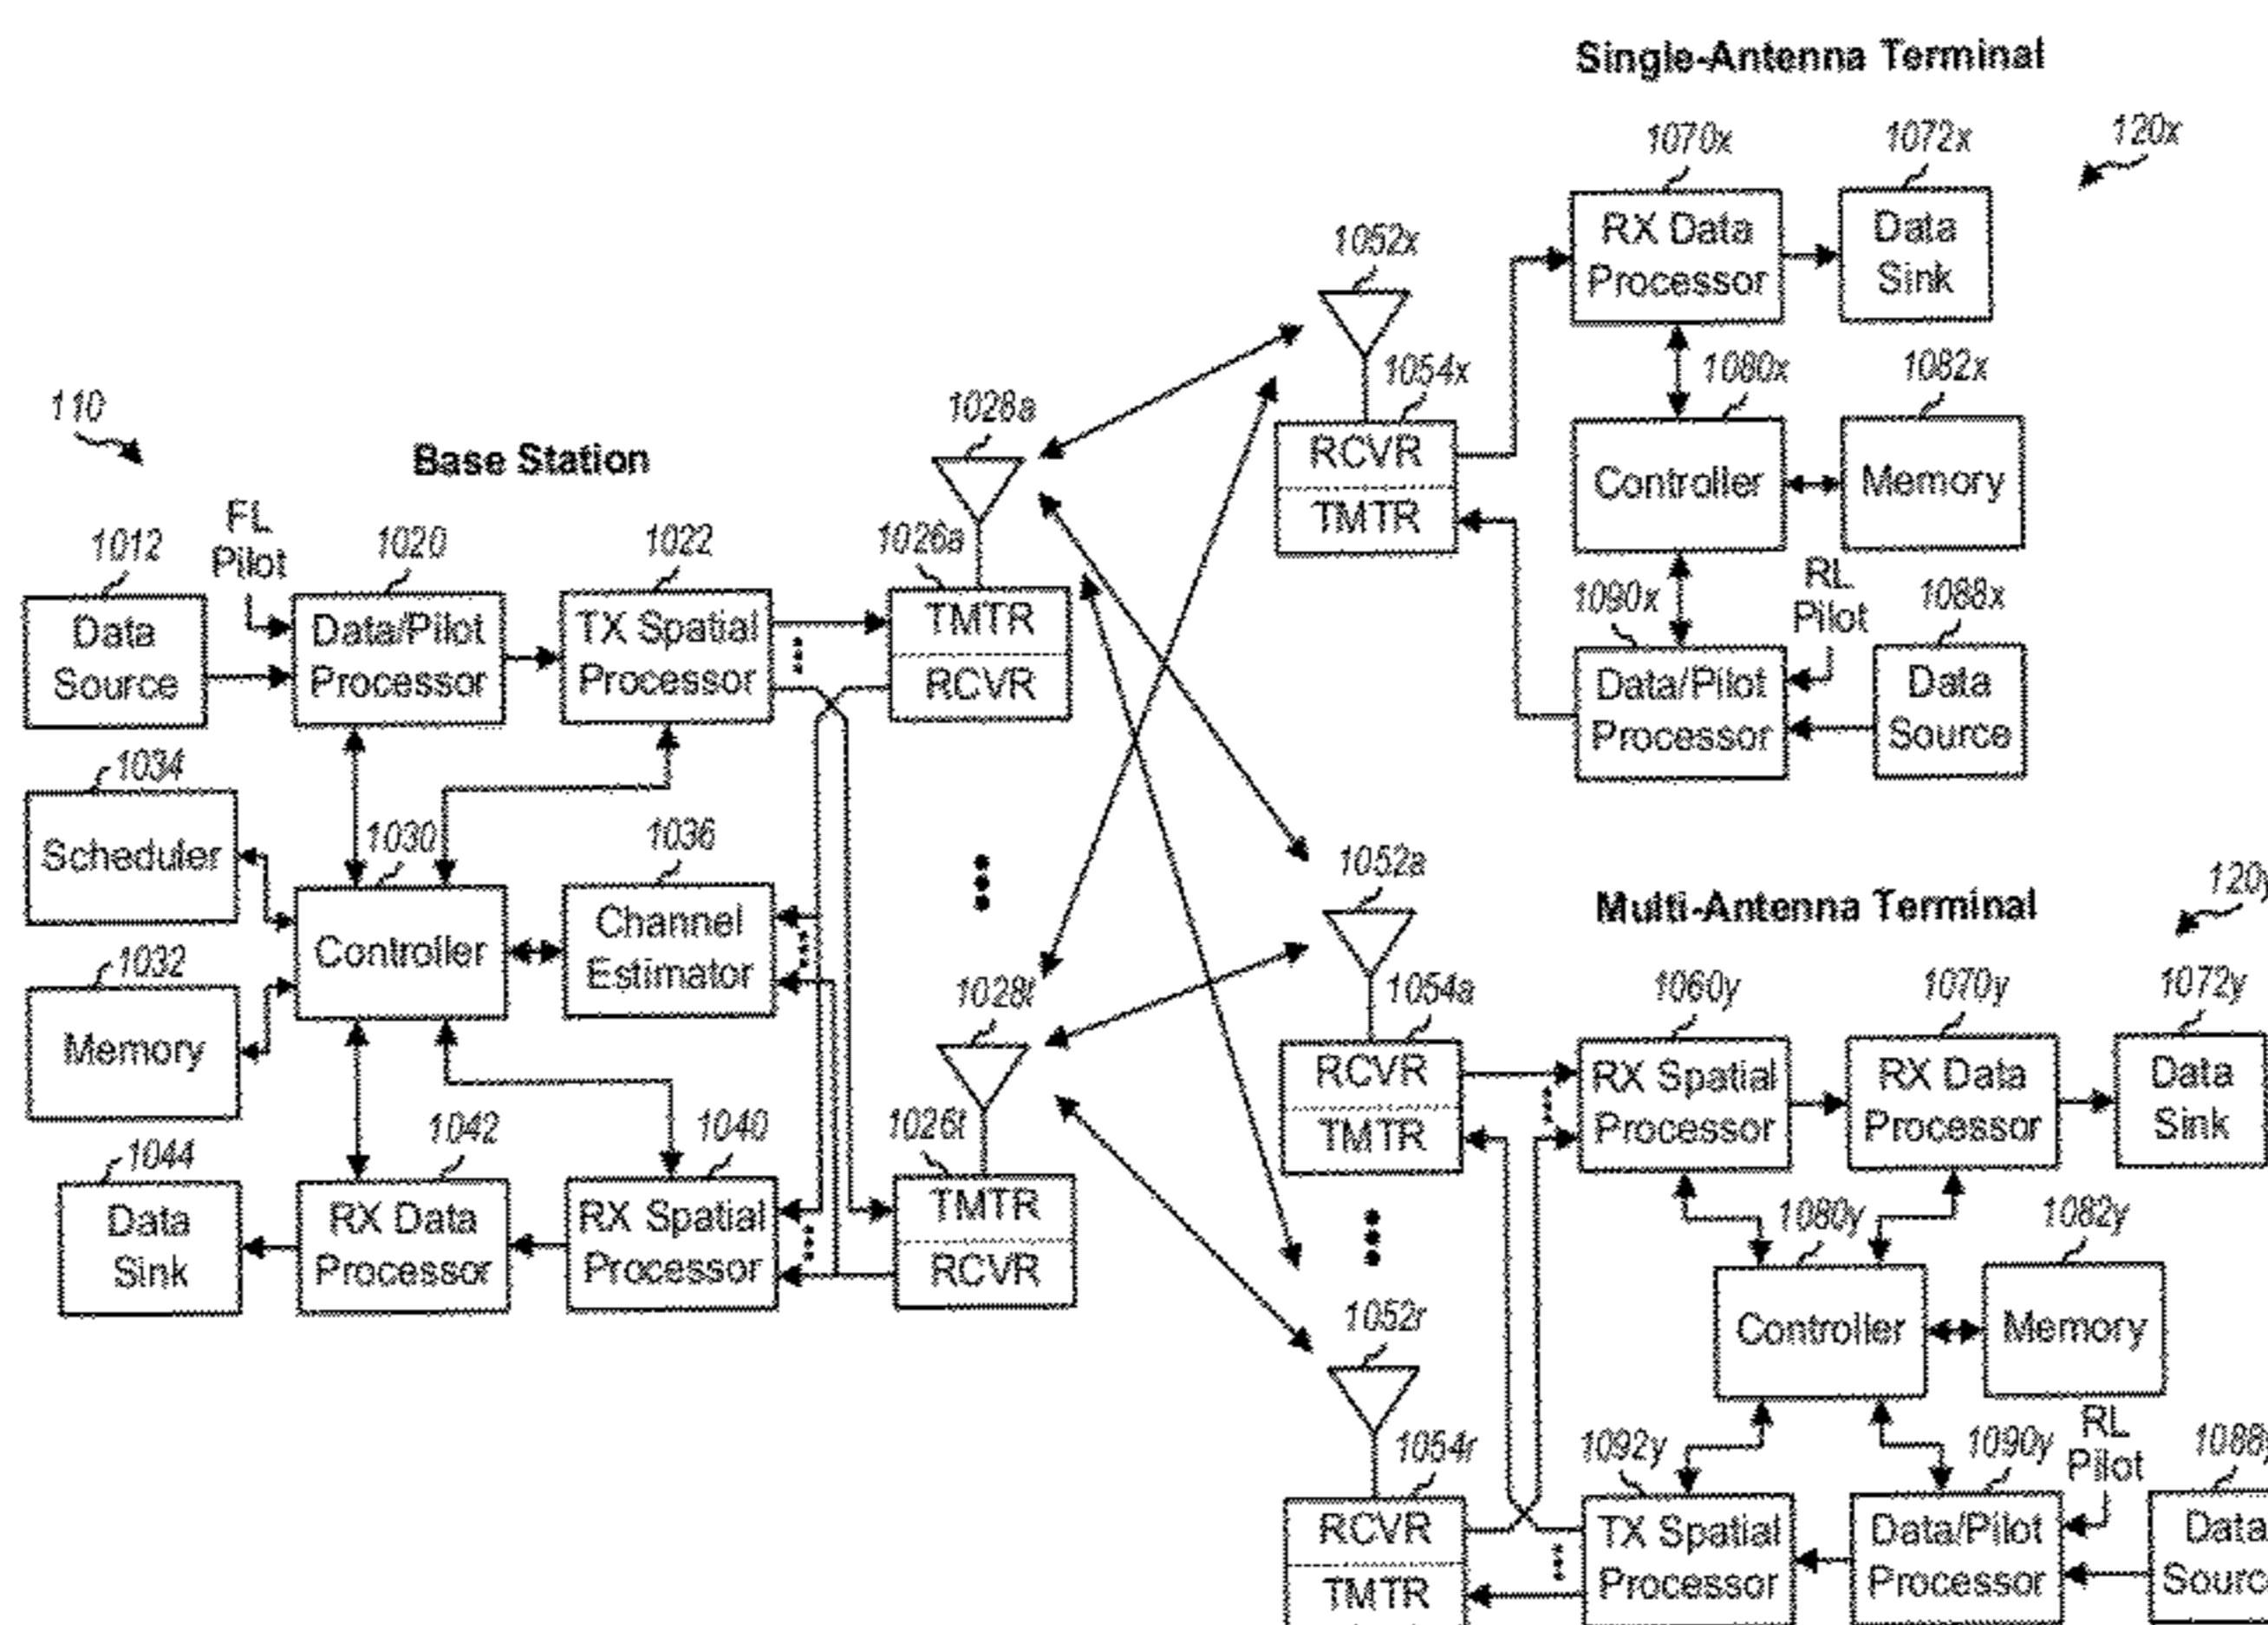 Single-Antenna Terminal
1070x
1072x
120x
RX Data
Processor
Data
Sink
1052x
1054x
RCVR
TMTR
1080x
1082x
Controller
Memory
1090x
RL
Pilot
1088x
Data/Pilot
Processor
Data
Source
110
Base Station
1028a
1012
FL
Pilot
1020
1022
1026a
Data
Source
Data/Pilot
Processor
TX Spatial
Processor
TMTR
RCVR
1034
Scheduler
1030
1036
Controller
Channel
Estimator
1032
Memory
1028t
1044
1042
1040
1026t
Data
Sink
RX Data
Processor
RX Spatial
Processor
TMTR
RCVR
1052a
Multi-Antenna Terminal
120y
1054a
1060y
1070y
1072y
RCVR
TMTR
RX Spatial
Processor
RX Data
Processor
Data
Sink
1080y
1082y
Controller
Memory
1052r
1054r
1092y
1090y
RL
Pilot
1088y
RCVR
TMTR
TX Spatial
Processor
Data/Pilot
Processor
Data
Source